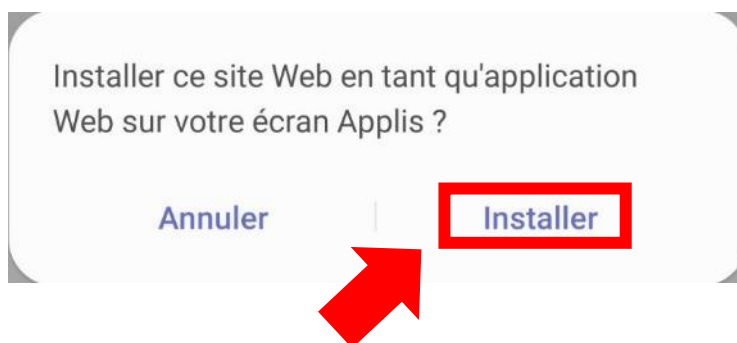 Installer ce site Web en tant qu'application
Web sur votre écran Applis ?
Annuler
Installer